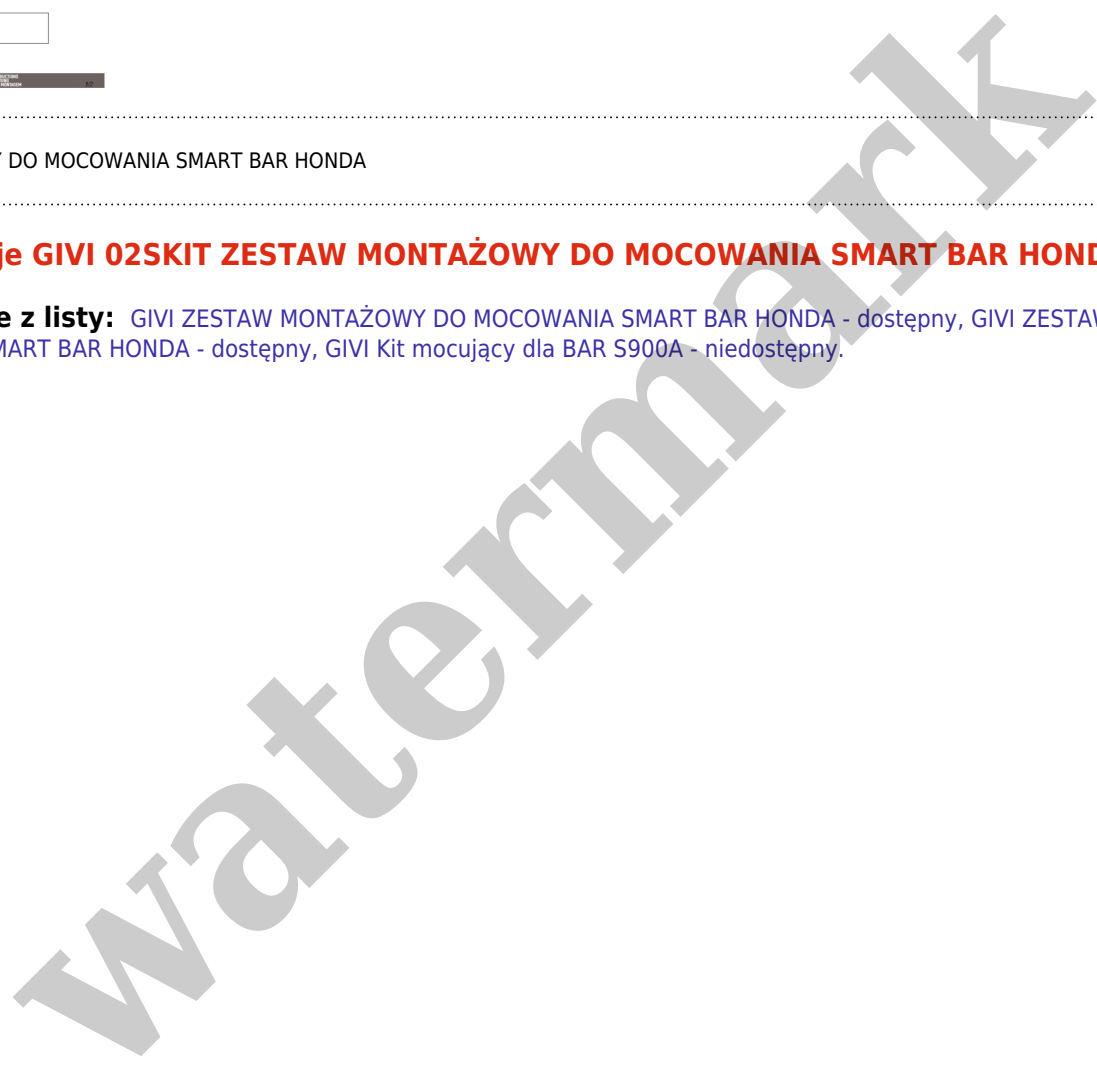 Y DO MOCOWANIA SMART BAR HONDA
je GIVI 02SKIT ZESTAW MONTAŻOWY DO MOCOWANIA SMART BAR HOND
e z listy: GIVI ZESTAW MONTAŻOWY DO MOCOWANIA SMART BAR HONDA - dostępny, GIVI ZESTAW
MART BAR HONDA - dostępny, GIVI Kit mocujący dla BAR S900A - niedostępny.
watermark